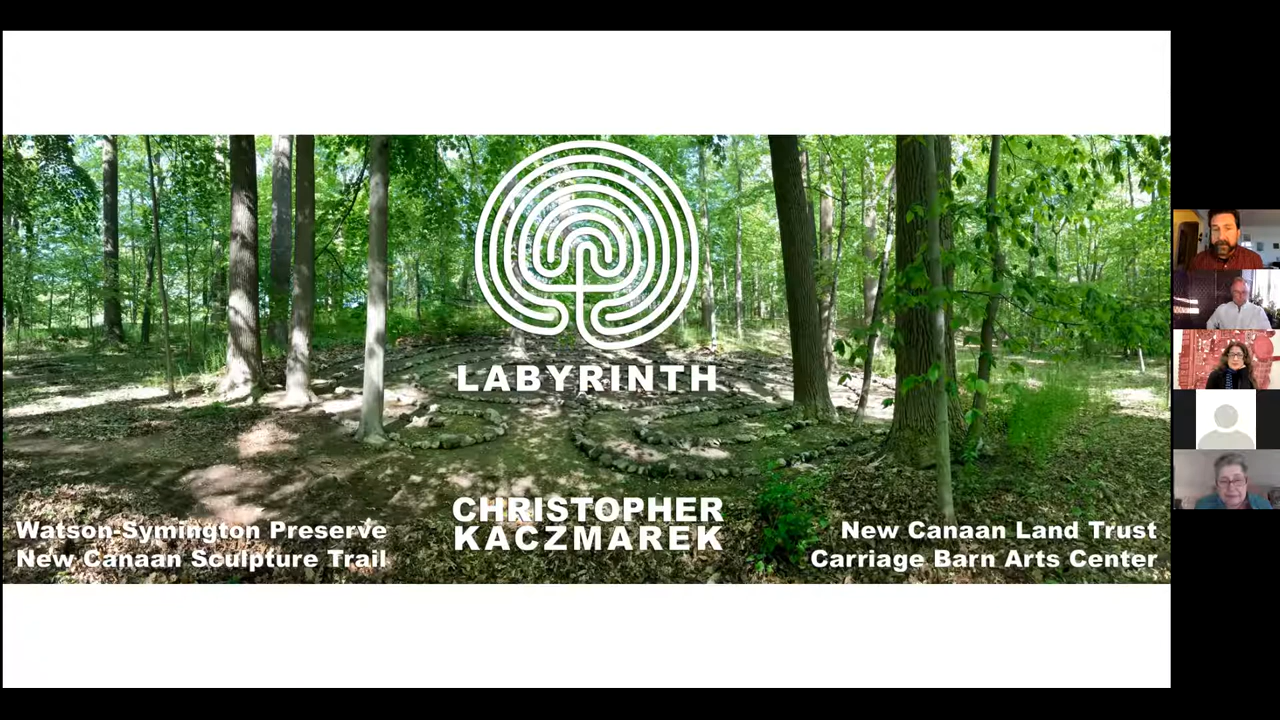 LABYRINTH
CHRISTOPHER
KACZMAREK
Watson-Symington Preserve
New Canaan Sculpture Trail
New Canaan Land Trust
Carriage Barn Arts Center